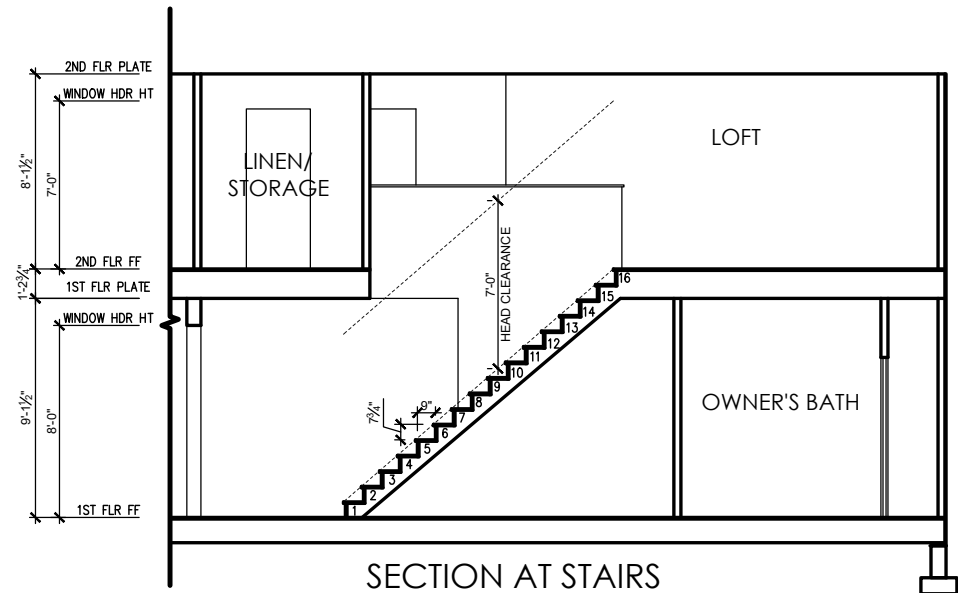 2ND FLR PLATE
WINDOW HDR HT
8'-1½"
7'-0"
LINEN/
STORAGE
LOFT
2ND FLR FF
1'-2¾"
1ST FLR PLATE
WINDOW HDR HT
7'-0"
HEAD CLEARANCE
9'-1½"
8'-0"
7¾"
9"
1
2
3
4
5
6
7
8
9
10
11
12
13
14
15
16
OWNER'S BATH
1ST FLR FF
SECTION AT STAIRS